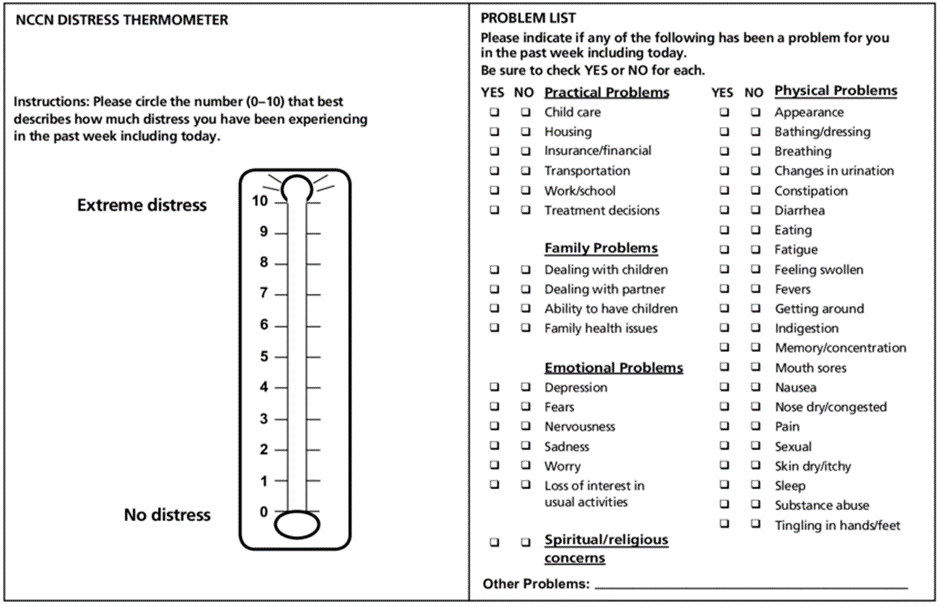 NCCN DISTRESS THERMOMETER
Instructions: Please circle the number (0–10) that best
describes how much distress you have been experiencing
in the past week including today.
Extreme distress
10
9
8
7
6
5
4
3
2
1
0
No distress
PROBLEM LIST
Please indicate if any of the following has been a problem for you
in the past week including today.
Be sure to check YES or NO for each.
YES NO Practical Problems
Child care
Housing
Insurance/financial
Transportation
Work/school
Treatment decisions
Family Problems
Dealing with children
Dealing with partner
Ability to have children
Family health issues
Emotional Problems
Depression
Fears
Nervousness
Sadness
Worry
Loss of interest in
usual activities
Spiritual/religious
concerns
YES NO Physical Problems
Appearance
Bathing/dressing
Breathing
Changes in urination
Constipation
Diarrhea
Eating
Fatigue
Feeling swollen
Fevers
Getting around
Indigestion
Memory/concentration
Mouth sores
Nausea
Nose dry/congested
Pain
Sexual
Skin dry/itchy
Sleep
Substance abuse
Tingling in hands/feet
Other Problems: